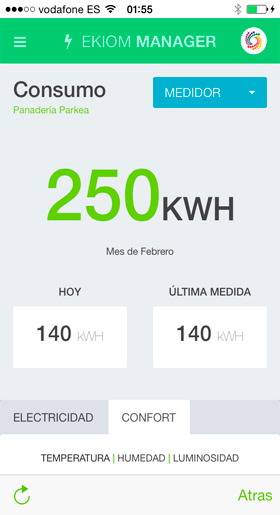 vodafone ES 01:55
EKIOM MANAGER
Consumo
Panadería Parkea
MEDIDOR
250KWH
Mes de Febrero
HOY
ÚLTIMA MEDIDA
140 KWH
140 KWH
ELECTRICIDAD CONFORT
TEMPERATURA | HUMEDAD | LUMINOSIDAD
Atras